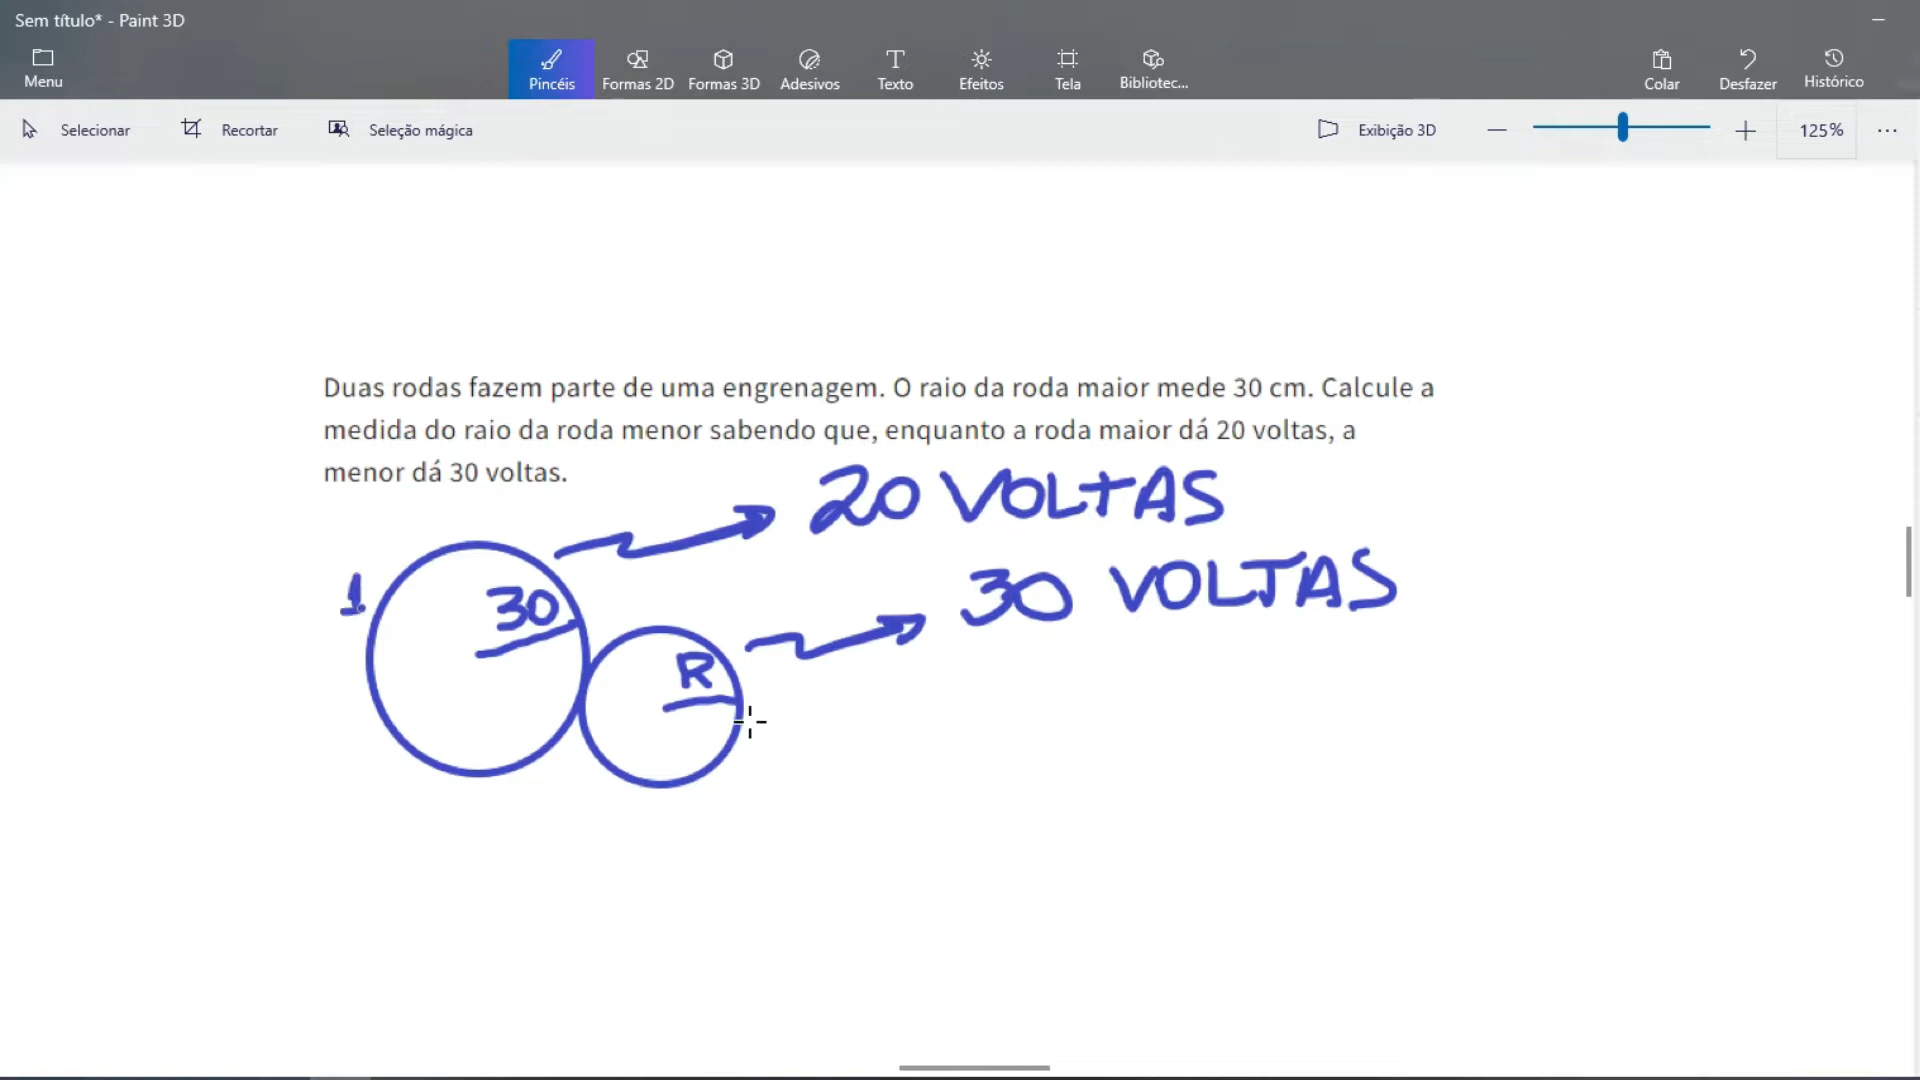 Sem título* - Paint 3D
Menu
Pincéis
Formas 2D
Formas 3D
Adesivos
Texto
Efeitos
Tela
Bibliotec...
Colar
Desfazer
Histórico
Selecionar
Recortar
Seleção mágica
Exibição 3D
125%
Duas rodas fazem parte de uma engrenagem. O raio da roda maior mede 30 cm. Calcule a
medida do raio da roda menor sabendo que, enquanto a roda maior dá 20 voltas, a
menor dá 30 voltas.
20 VOLTAS
30 VOLTAS
1
30
R